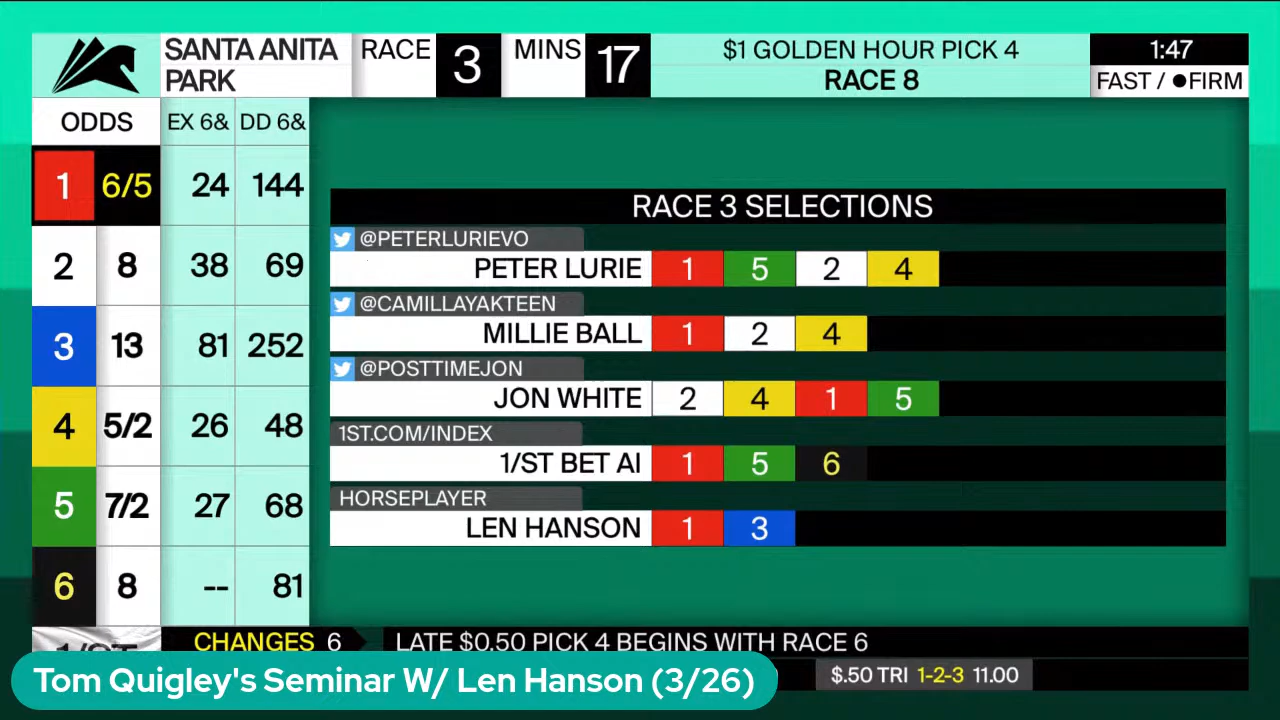 SANTA ANITA PARK
RACE 3
MINS 17
$1 GOLDEN HOUR PICK 4
RACE 8
1:47
FAST / ●FIRM
ODDS EX 6& DD 6&
1 6/5 24 144
2 8 38 69
3 13 81 252
4 5/2 26 48
5 7/2 27 68
6 8 -- 81
RACE 3 SELECTIONS
@PETERLURIEVO
PETER LURIE 1 5 2 4
@CAMILLAYAKTEEN
MILLIE BALL 1 2 4
@POSTTIMEJON
JON WHITE 2 4 1 5
1ST.COM/INDEX
1/ST BET AI 1 5 6
HORSEPLAYER
LEN HANSON 1 3
CHANGES 6 LATE $0.50 PICK 4 BEGINS WITH RACE 6
Tom Quigley's Seminar W/ Len Hanson (3/26)
$.50 TRI 1-2-3 11.00